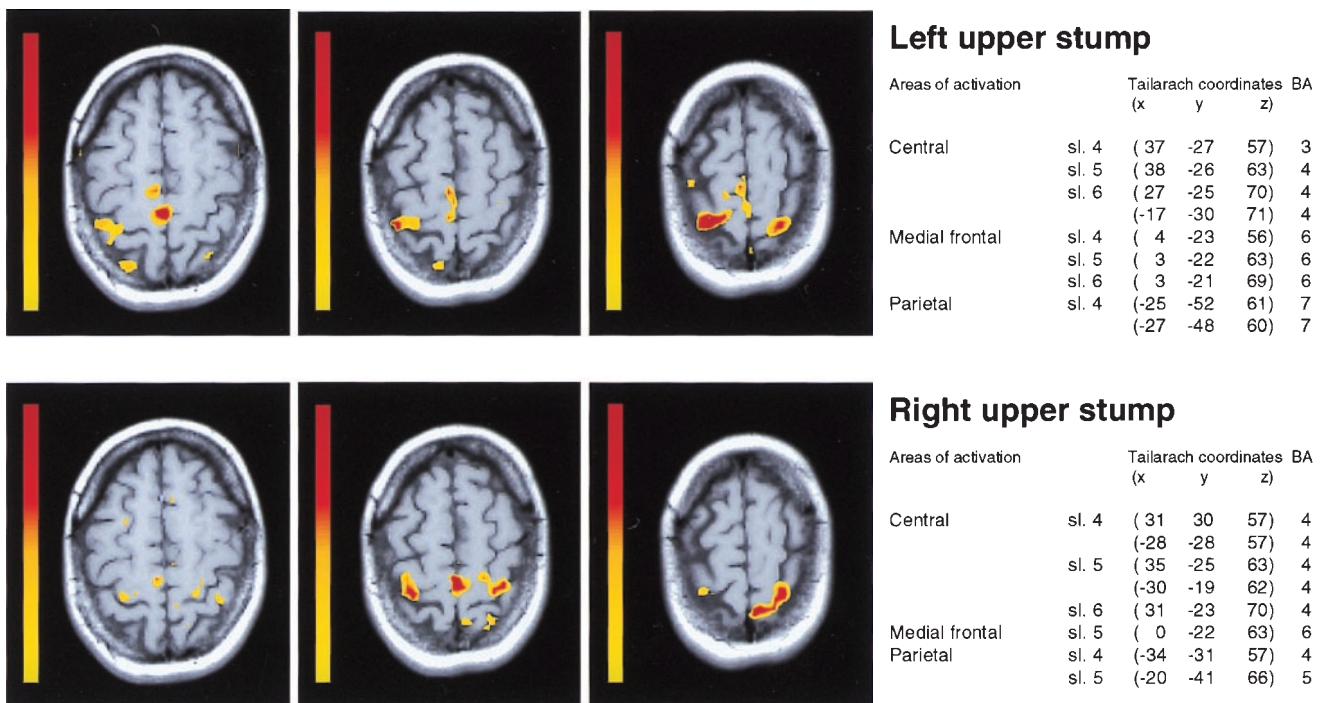 Left upper stump
Areas of activation Tailarach coordinates BA
(x y z)
Central sl. 4 ( 37 -27 57) 3
sl. 5 ( 38 -26 63) 4
sl. 6 ( 27 -25 70) 4
(-17 -30 71) 4
Medial frontal sl. 4 ( 4 -23 56) 6
sl. 5 ( 3 -22 63) 6
sl. 6 ( 3 -21 69) 6
Parietal sl. 4 (-25 -52 61) 7
(-27 -48 60) 7
Right upper stump
Areas of activation Tailarach coordinates BA
(x y z)
Central sl. 4 ( 31 30 57) 4
(-28 -28 57) 4
sl. 5 ( 35 -25 63) 4
(-30 -19 62) 4
sl. 6 ( 31 -23 70) 4
Medial frontal sl. 5 ( 0 -22 63) 6
Parietal sl. 4 (-34 -31 57) 4
sl. 5 (-20 -41 66) 5